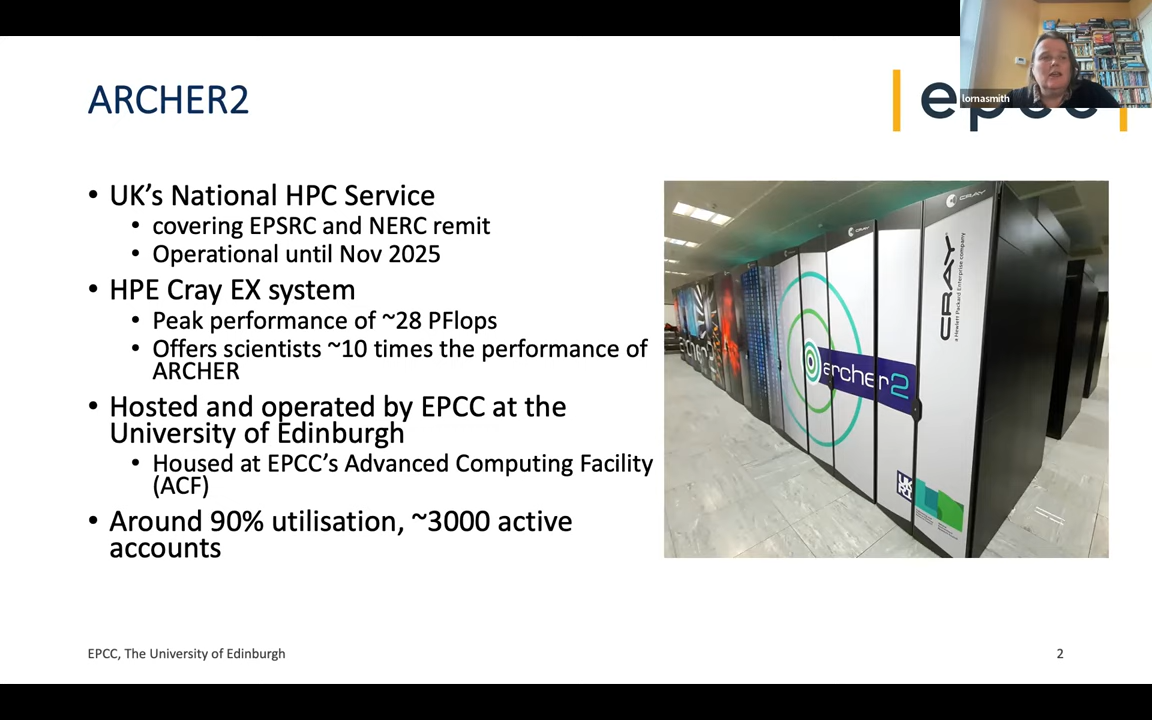 ARCHER2
epcc
lornasmith
• UK's National HPC Service
• covering EPSRC and NERC remit
• Operational until Nov 2025
• HPE Cray EX system
• Peak performance of ~28 PFlops
• Offers scientists ~10 times the performance of
ARCHER
• Hosted and operated by EPCC at the
University of Edinburgh
• Housed at EPCC's Advanced Computing Facility
(ACF)
• Around 90% utilisation, ~3000 active
accounts
CRAY
CRAY
CRAY
a Hewlett Packard Enterprise company
archer2
EPCC, The University of Edinburgh
2